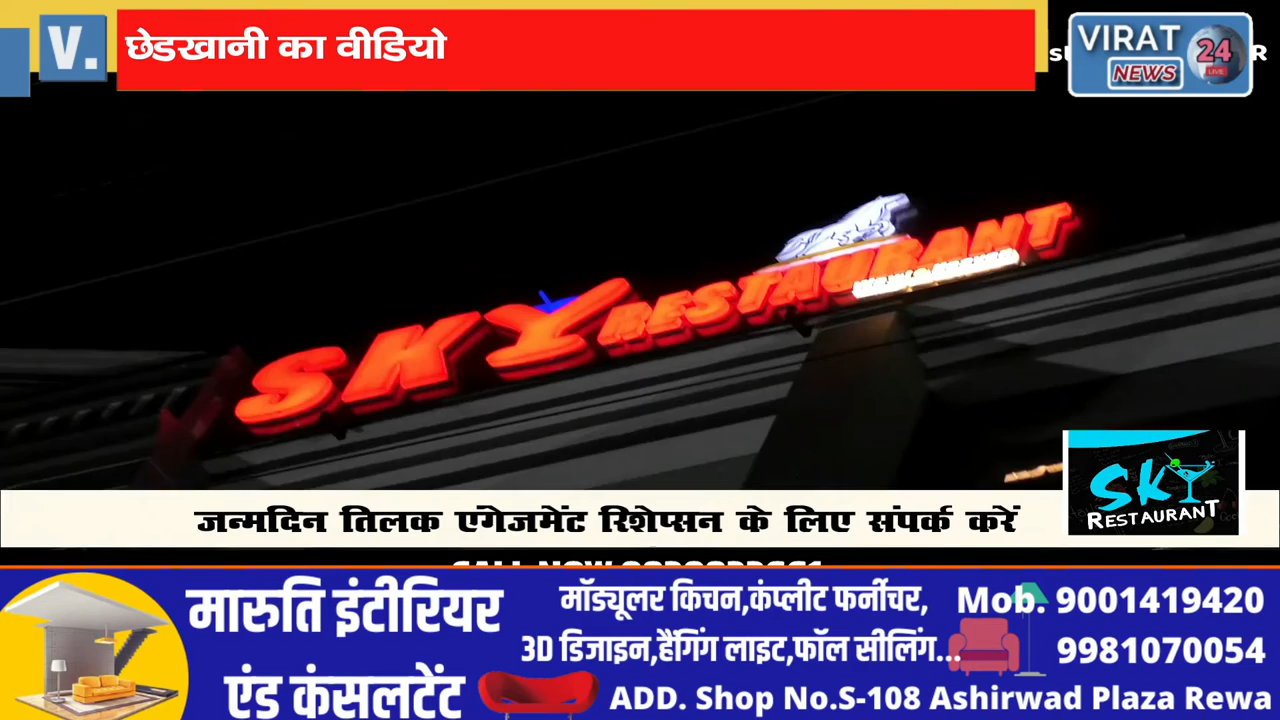 V. छेडखानी का वीडियो
VIRAT
24
NEWS
LIVE
SKY RESTAURANT
SKY
RESTAURANT
जन्मदिन तिलक एंगेजमेंट रिशेप्सन के लिए संपर्क करें
मारुति इंटीरियर
एंड कंसलटेंट
मॉड्यूलर किचन,कंप्लीट फर्नीचर,
3D डिजाइन,हैंगिंग लाइट,फॉल सीलिंग...
Mob. 9001419420
9981070054
ADD. Shop No.S-108 Ashirwad Plaza Rewa